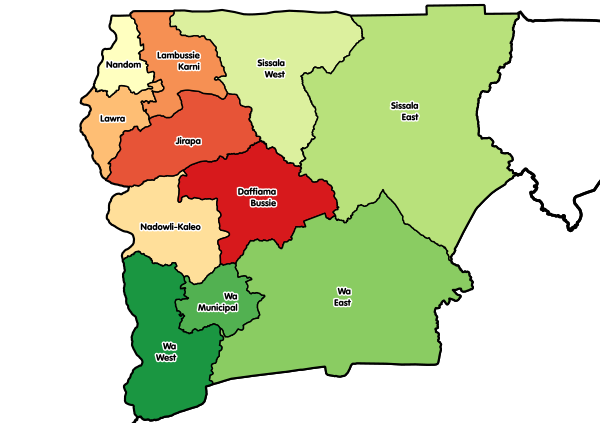 Nandom
Lambussie
Karni
Sissala
West
Sissala
East
Lawra
Jirapa
Daffiama
Bussie
Nadowli-Kaleo
Wa
Municipal
Wa
East
Wa
West